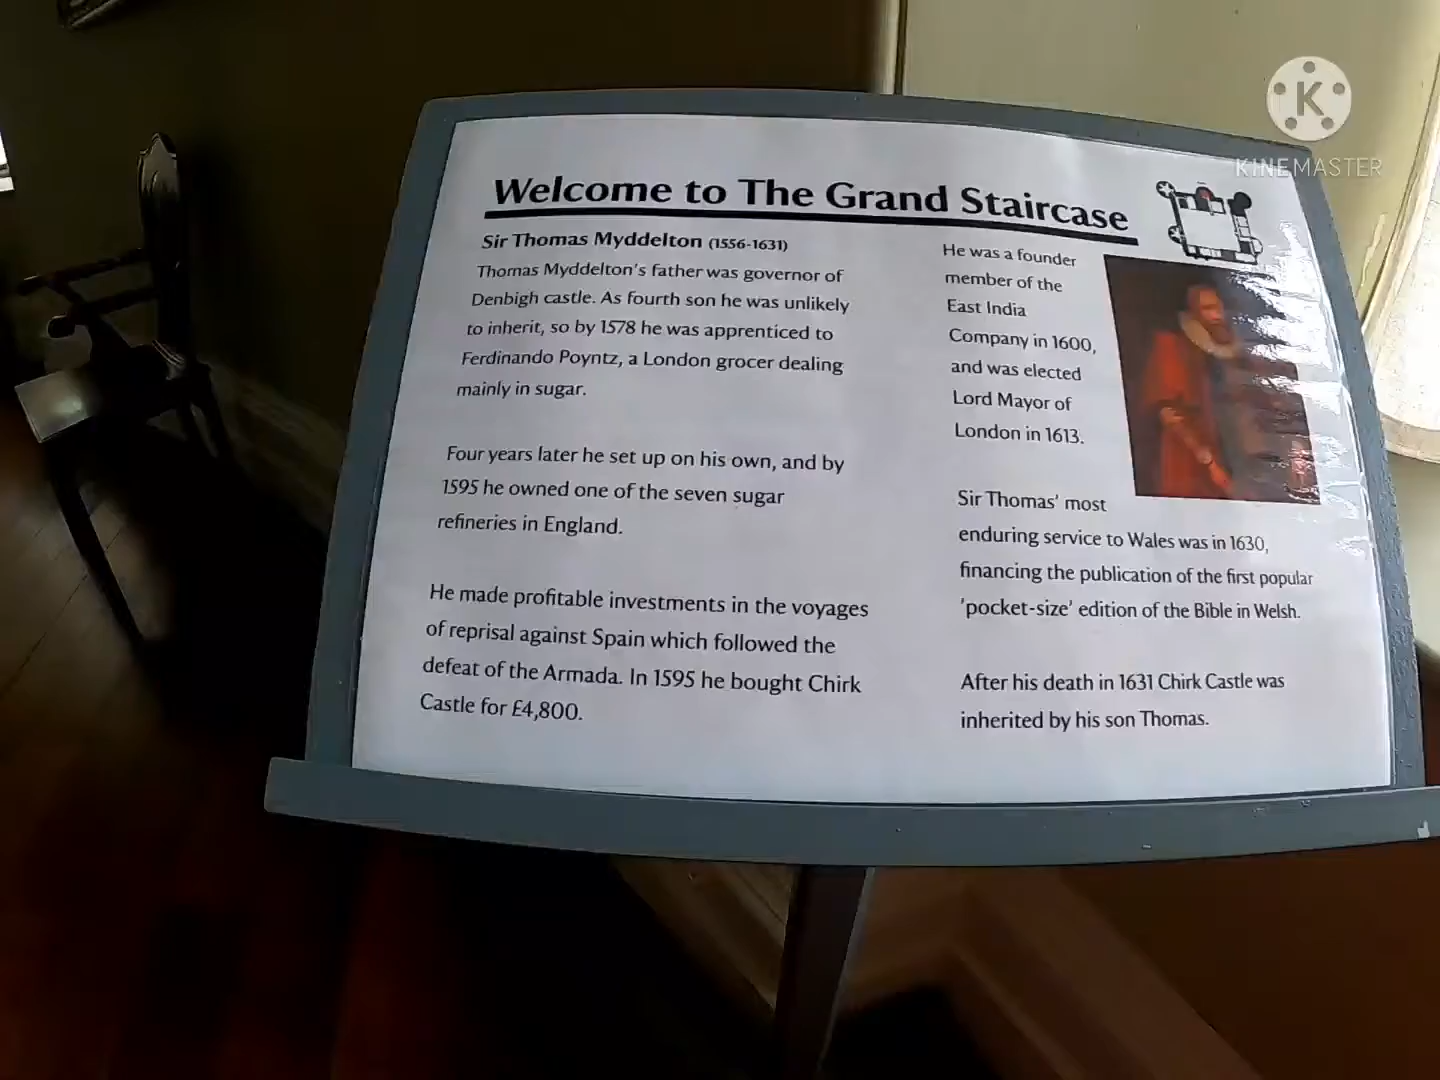 Welcome to The Grand Staircase
Sir Thomas Myddelton (1556-1631)
Thomas Myddelton's father was governor of
Denbigh castle. As fourth son he was unlikely
to inherit, so by 1578 he was apprenticed to
Ferdinando Poyntz, a London grocer dealing
mainly in sugar.
Four years later he set up on his own, and by
1595 he owned one of the seven sugar
refineries in England.
He made profitable investments in the voyages
of reprisal against Spain which followed the
defeat of the Armada. In 1595 he bought Chirk
Castle for £4,800.
He was a founder
member of the
East India
Company in 1600,
and was elected
Lord Mayor of
London in 1613.
Sir Thomas' most
enduring service to Wales was in 1630,
financing the publication of the first popular
'pocket-size' edition of the Bible in Welsh.
After his death in 1631 Chirk Castle was
inherited by his son Thomas.
K
KINEMASTER